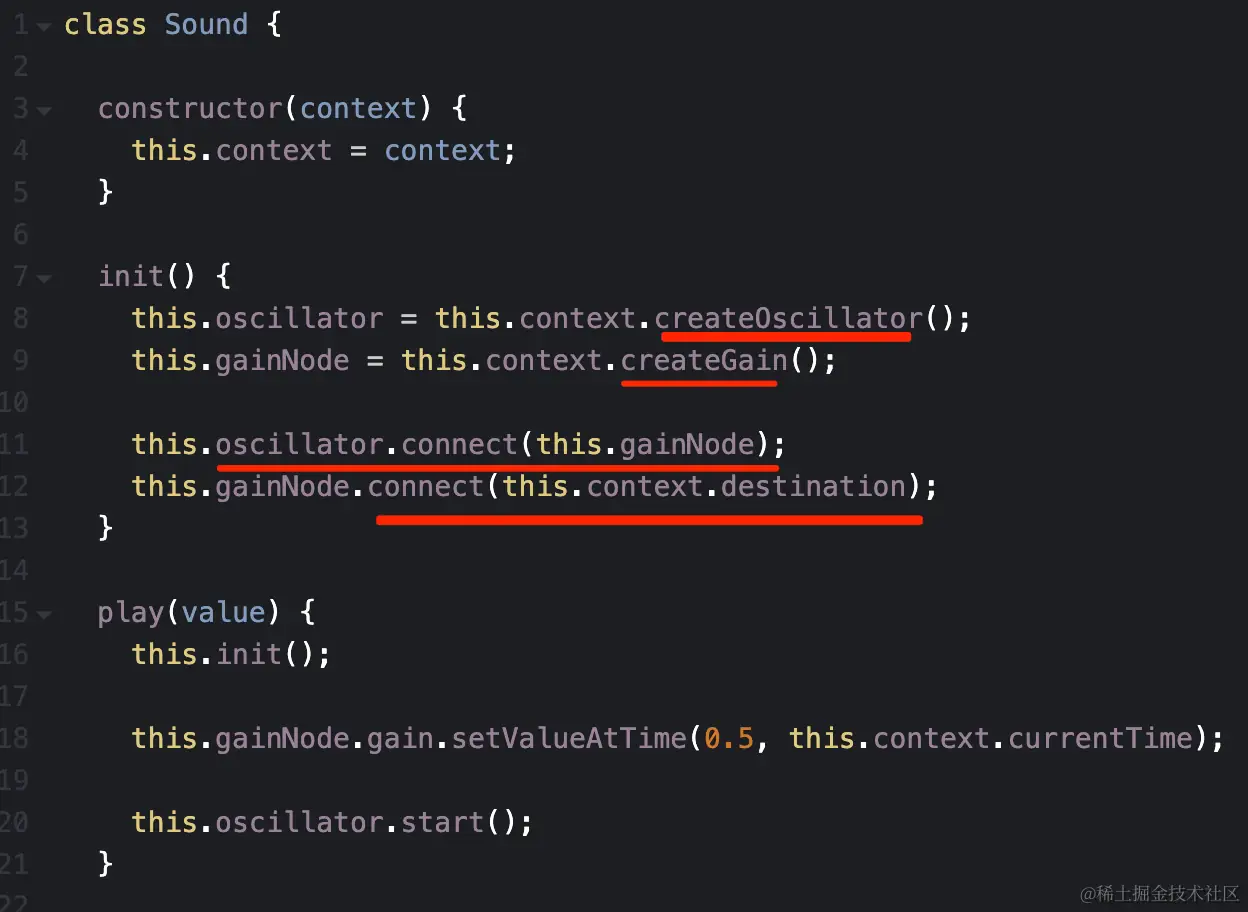 1 class Sound {
2
3 constructor(context) {
4 this.context = context;
5 }
6
7 init() {
8 this.oscillator = this.context.createOscillator();
9 this.gainNode = this.context.createGain();
10
11 this.oscillator.connect(this.gainNode);
12 this.gainNode.connect(this.context.destination);
13 }
14
15 play(value) {
16 this.init();
17
18 this.gainNode.gain.setValueAtTime(0.5, this.context.currentTime);
19
20 this.oscillator.start();
21 }
22
@稀土掘金技术社区